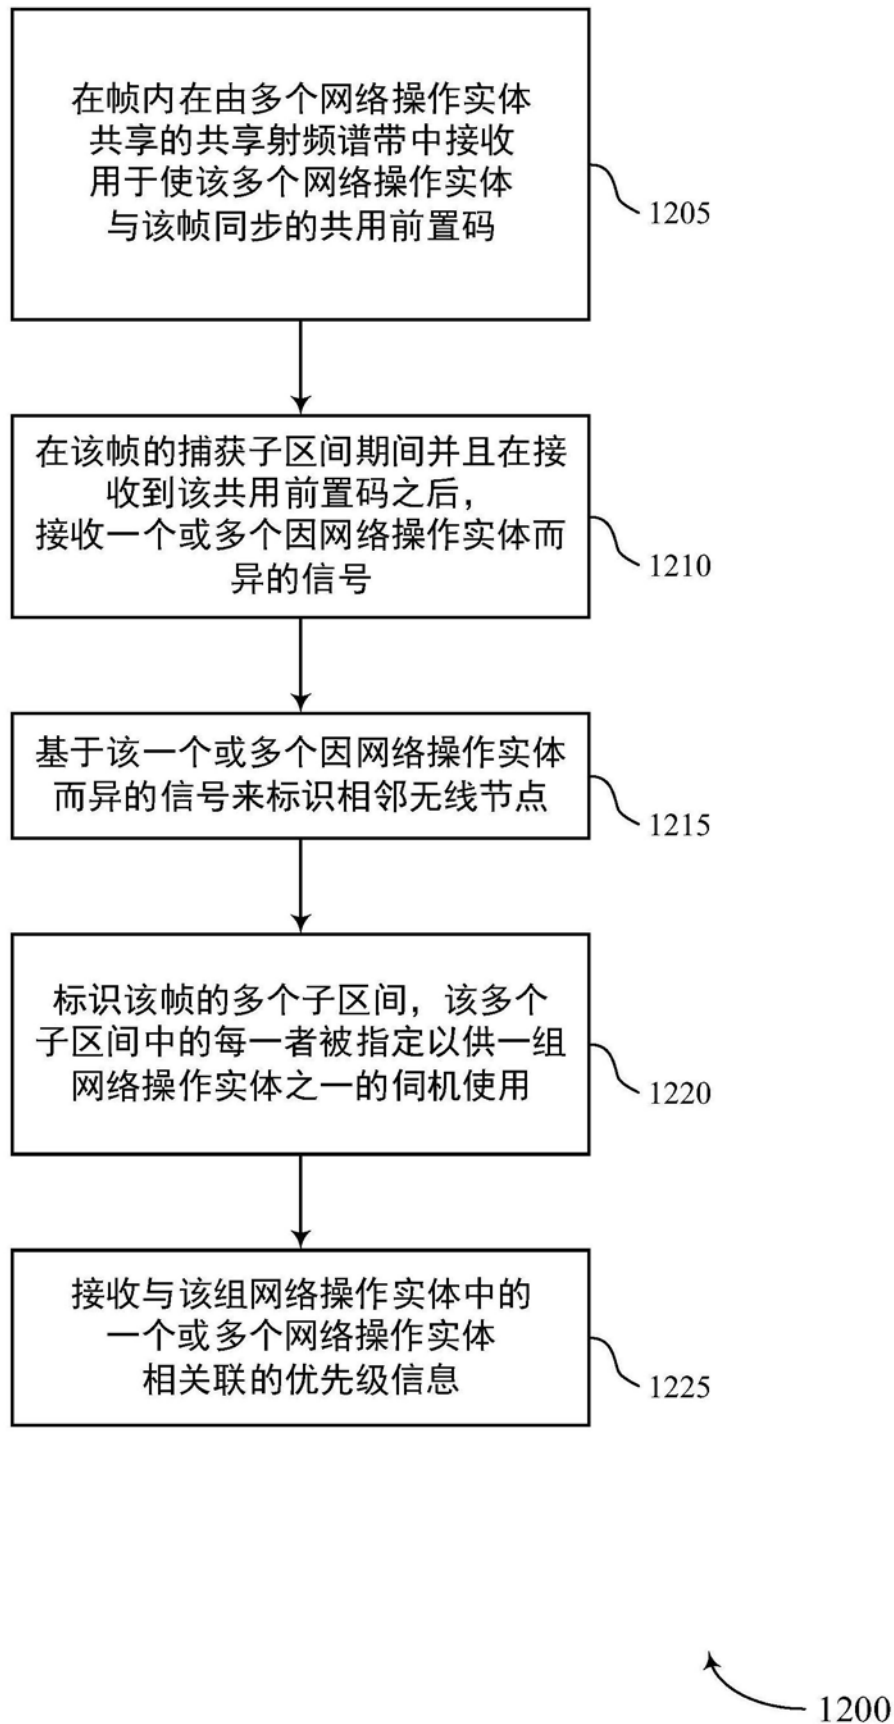 在帧内在由多个网络操作实体
共享的共享射频谱带中接收
用于使该多个网络操作实体
与该帧同步的共用前置码
1205
在该帧的捕获子区间期间并且在接
收到该共用前置码之后，
接收一个或多个因网络操作实体而
异的信号
1210
基于该一个或多个因网络操作实体
而异的信号来标识相邻无线节点
1215
标识该帧的多个子区间，该多个
子区间中的每一者被指定以供一组
网络操作实体之一的伺机使用
1220
接收与该组网络操作实体中的
一个或多个网络操作实体
相关联的优先级信息
1225
1200